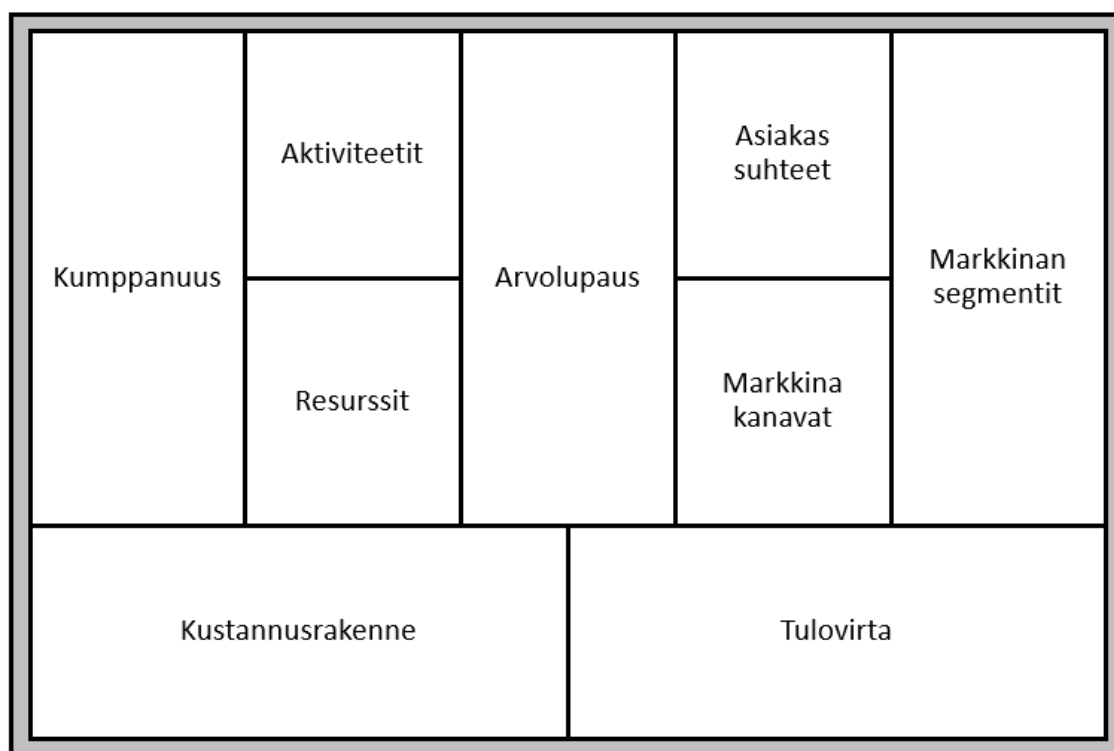 Kumppanuus
Aktiviteetit
Resurssit
Arvolupaus
Asiakas
suhteet
Markkina
kanavat
Markkinan
segmentit
Kustannusrakenne
Tulovirta